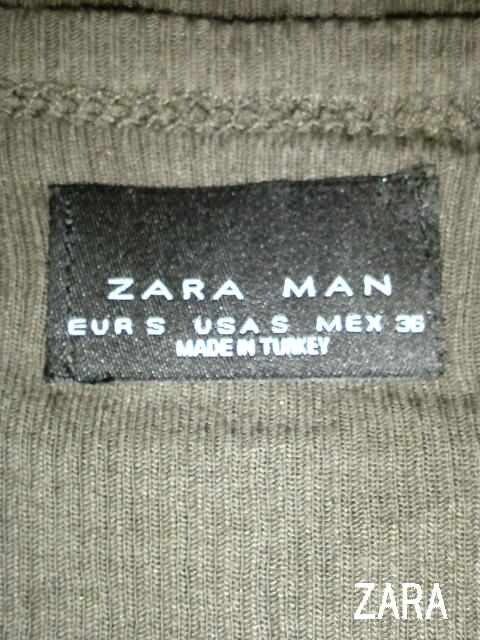 ZARA MAN
EUR S USA S MEX 36
MADE IN TURKEY
ZARA